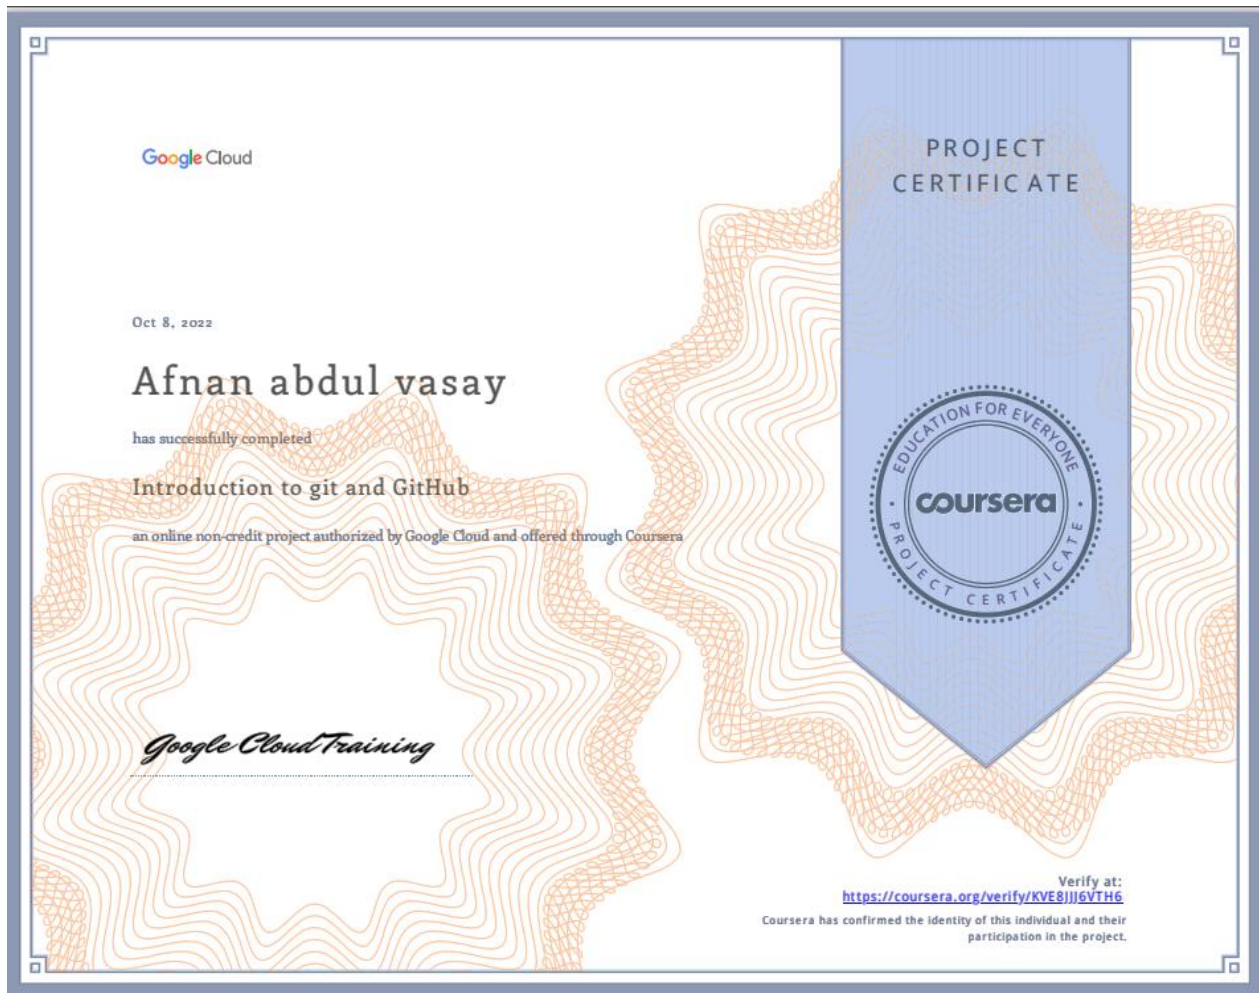 Google Cloud
PROJECT
CERTIFICATE
Oct 8, 2022
Afnan abdul vasay
has successfully completed
Introduction to git and GitHub
an online non-credit project authorized by Google Cloud and offered through Coursera
EDUCATION FOR EVERYONE
coursera
PROJECT CERTIFICATE
Google Cloud Training
Verify at:
https://coursera.org/verify/KVE8JJJ6VTH6
Coursera has confirmed the identity of this individual and their
participation in the project.